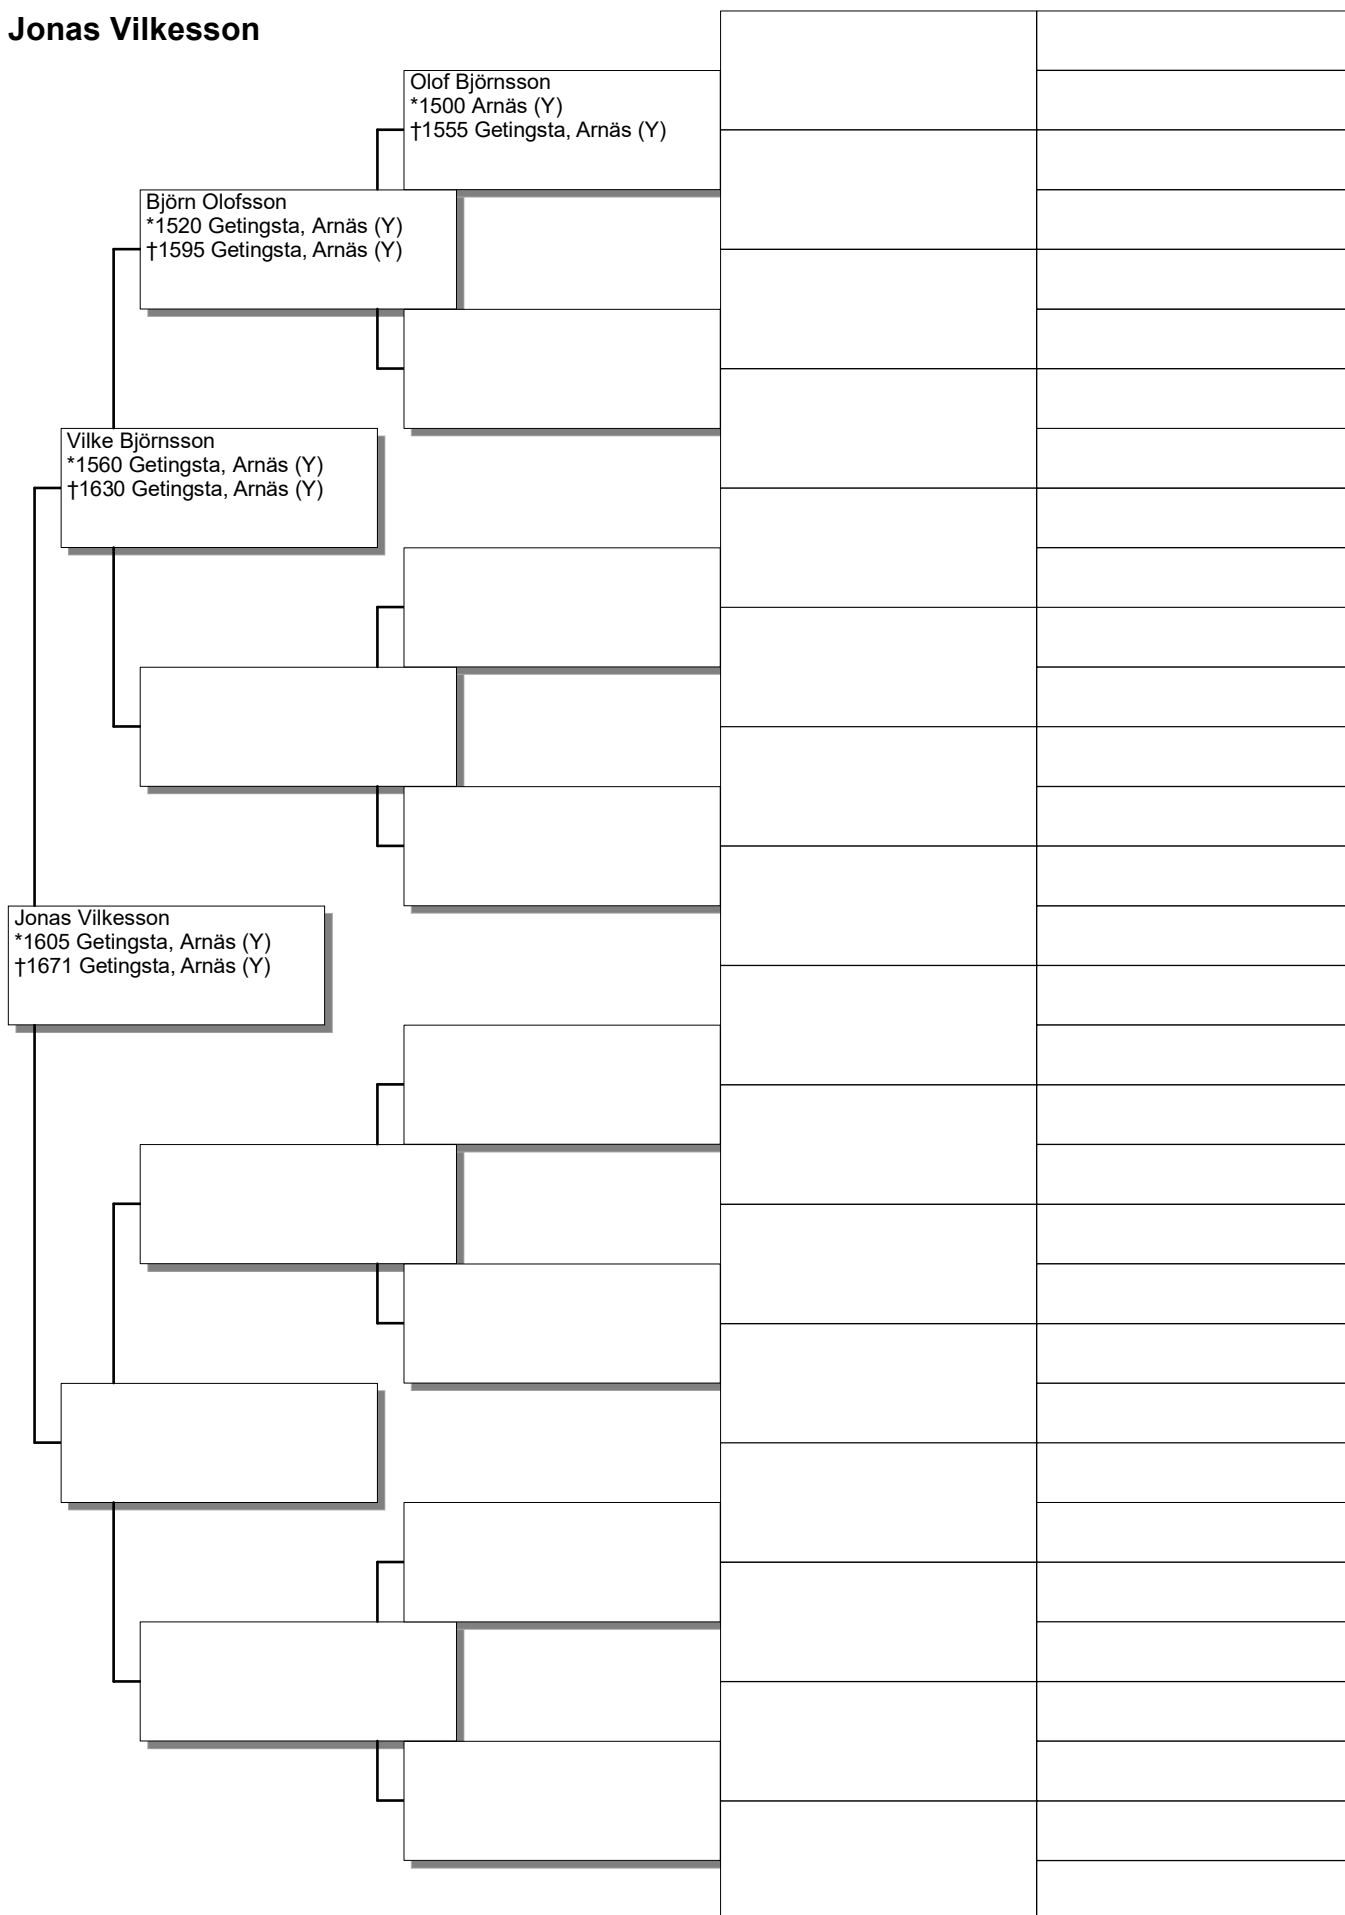 Jonas Vilkesson
Olof Björnsson
*1500 Arnäs (Y)
†1555 Getingsta, Arnäs (Y)
Björn Olofsson
*1520 Getingsta, Arnäs (Y)
†1595 Getingsta, Arnäs (Y)
Vilke Björnsson
*1560 Getingsta, Arnäs (Y)
†1630 Getingsta, Arnäs (Y)
Jonas Vilkesson
*1605 Getingsta, Arnäs (Y)
†1671 Getingsta, Arnäs (Y)